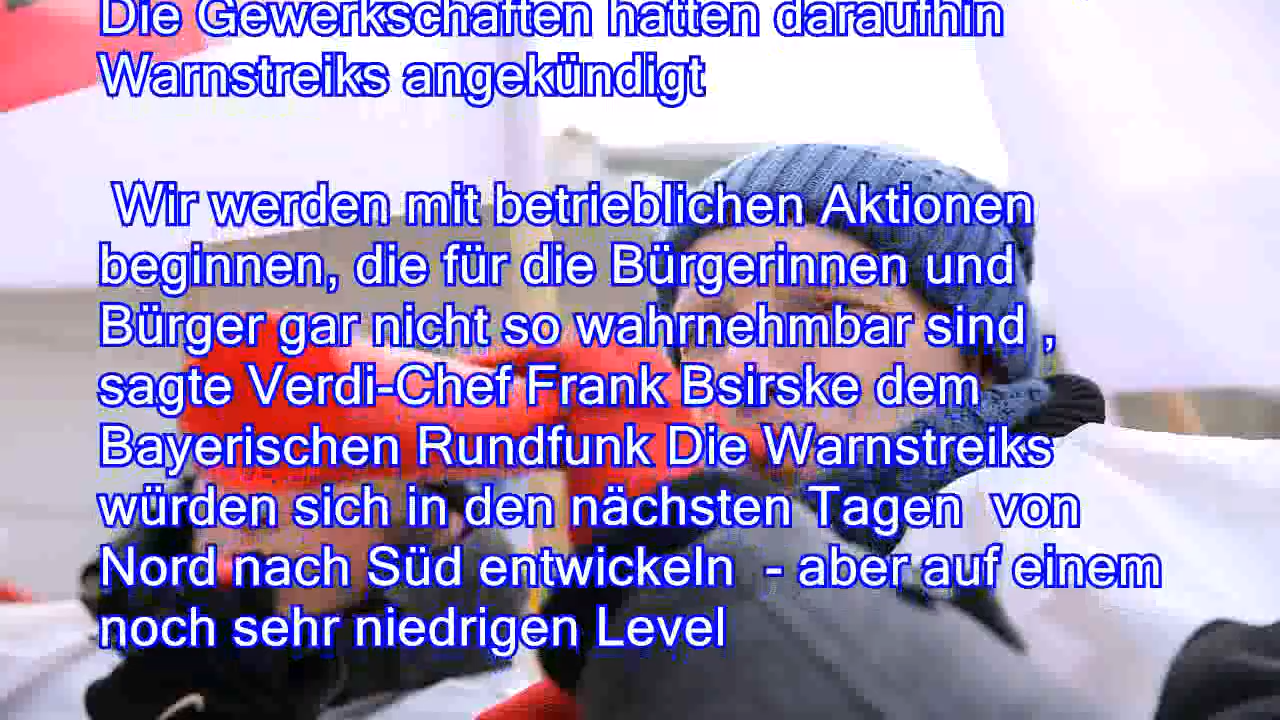 Die Gewerkschaften hatten daraufhin
Warnstreiks angekündigt
Wir werden mit betrieblichen Aktionen
beginnen, die für die Bürgerinnen und
Bürger gar nicht so wahrnehmbar sind ,
sagte Verdi-Chef Frank Bsirske dem
Bayerischen Rundfunk Die Warnstreiks
würden sich in den nächsten Tagen  von
Nord nach Süd entwickeln  - aber auf einem
noch sehr niedrigen Level